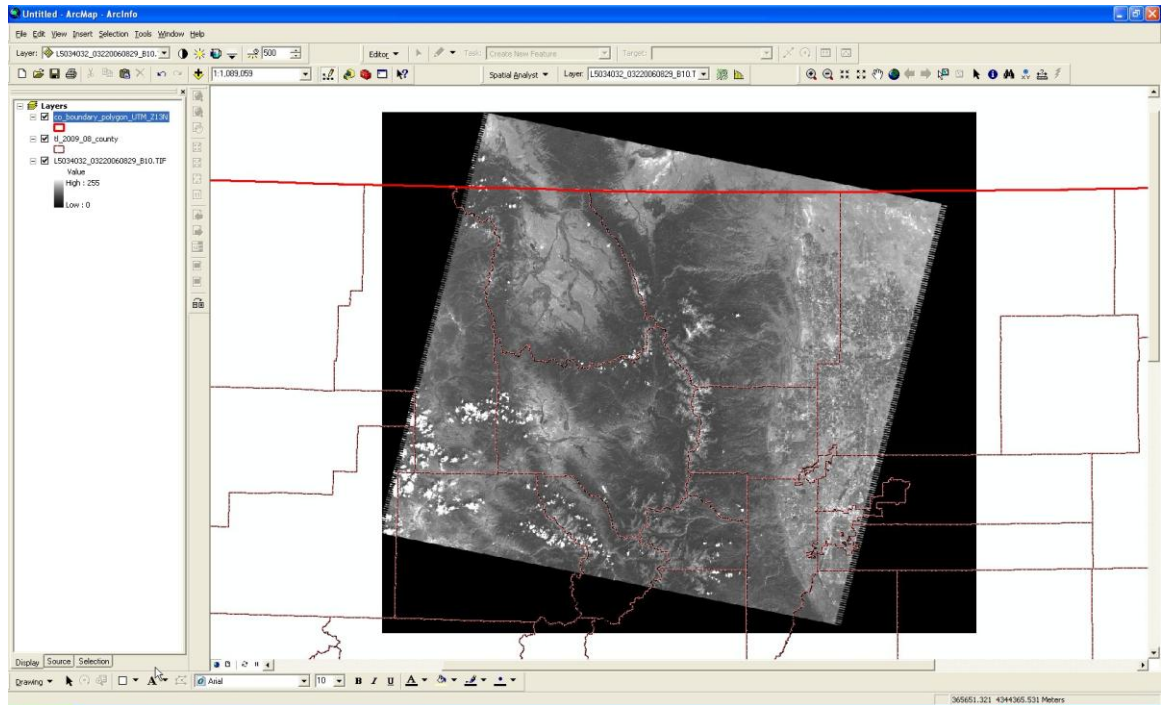 Untitled - ArcMap - ArcInfo
File Edit View Insert Selection Tools Window Help
Layer: L5034032_03220060829_B10.T 500 Editor Task: Create New Feature Target:
1:1,089,059 Spatial Analyst Layer: L5034032_03220060829_B10.T
Layers
co_boundary_polygon_UTM_Z13N
tl_2009_08_county
L5034032_03220060829_B10.TIF
Value
High : 255
Low : 0
Display Source Selection
Drawing A Arial 10 B I U A
365651.321 4344365.531 Meters